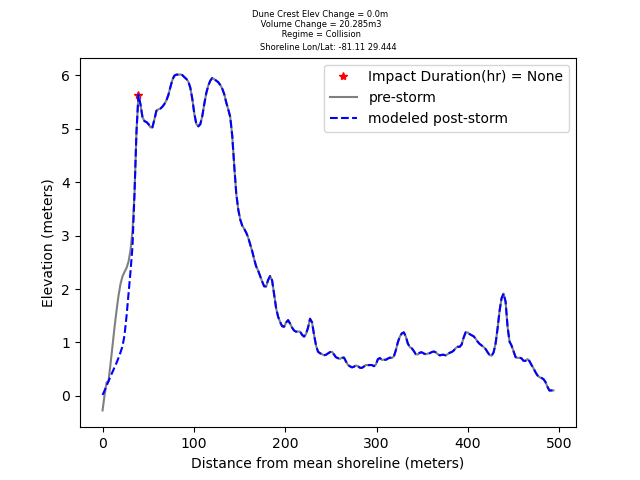 Dune Crest Elev Change = 0.0m
Volume Change = 20.285m3
Regime = Collision
Shoreline Lon/Lat: -81.11 29.444
Impact Duration(hr) = None
pre-storm
modeled post-storm
Elevation (meters)
6
5
4
3
2
1
0
0 100 200 300 400 500
Distance from mean shoreline (meters)